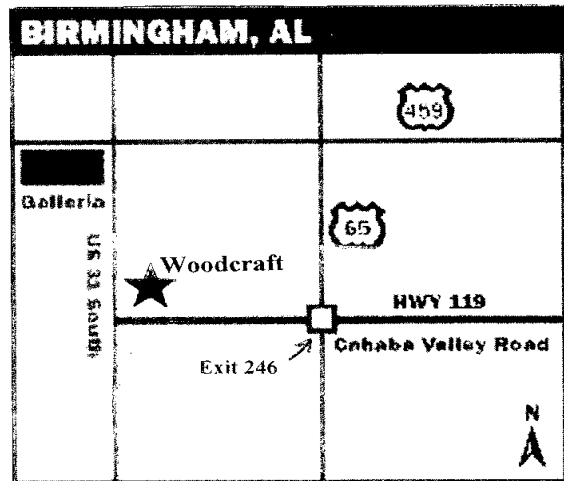 BIRMINGHAM, AL
459
Galleria
65
Woodcraft
US 31 South
HWY 119
Cahaba Valley Road
Exit 246
N